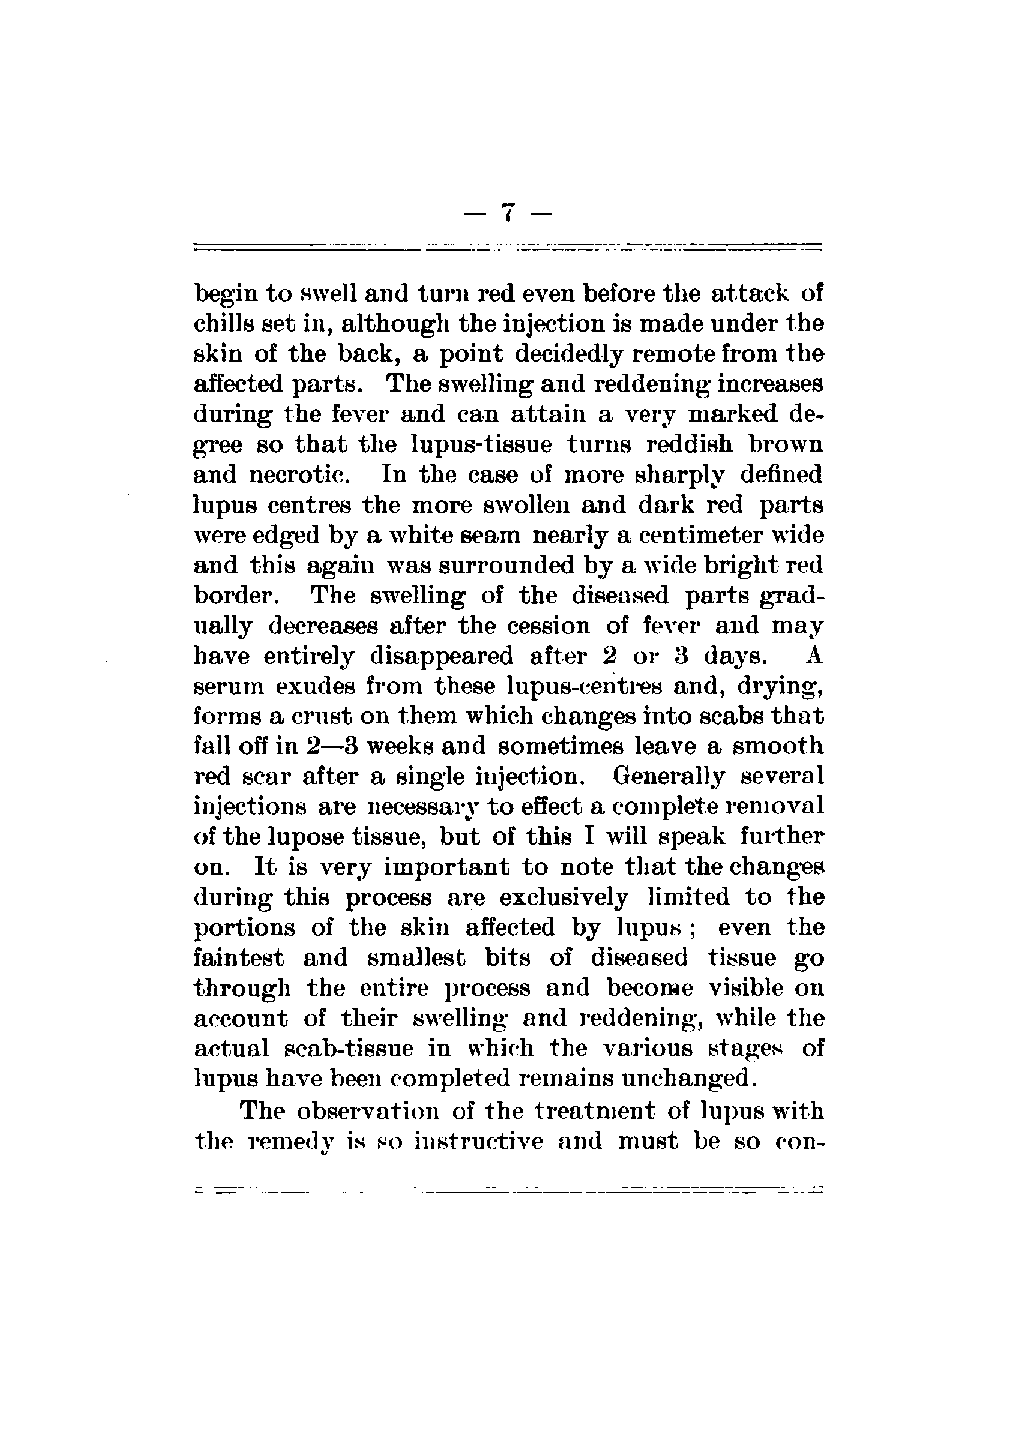 — 7 —
begin to swell and turn red even before the attack of
chills set in, although the injection is made under the
skin of the back, a point decidedly remote from the
affected parts. The swelling and reddening increases
during the fever and can attain a very marked de-
gree so that the lupus-tissue turns reddish brown
and necrotic. In the case of more sharply defined
lupus centres the more swollen and dark red parts
were edged by a white seam nearly a centimeter wide
and this again was surrounded by a wide bright red
border. The swelling of the diseased parts grad-
ually decreases after the cession of fever and may
have entirely disappeared after 2 or 3 days. A
serum exudes from these lupus-centres and, drying,
forms a crust on them which changes into scabs that
fall off in 2—3 weeks and sometimes leave a smooth
red scar after a single injection. Generally several
injections are necessary to effect a complete removal
of the lupose tissue, but of this I will speak further
on. It is very important to note that the changes
during this process are exclusively limited to the
portions of the skin affected by lupus ; even the
faintest and smallest bits of diseased tissue go
through the entire process and become visible on
account of their swelling and reddening, while the
actual scab-tissue in which the various stages of
lupus have been completed remains unchanged.
The observation of the treatment of lupus with
the remedy is so instructive and must be so con-